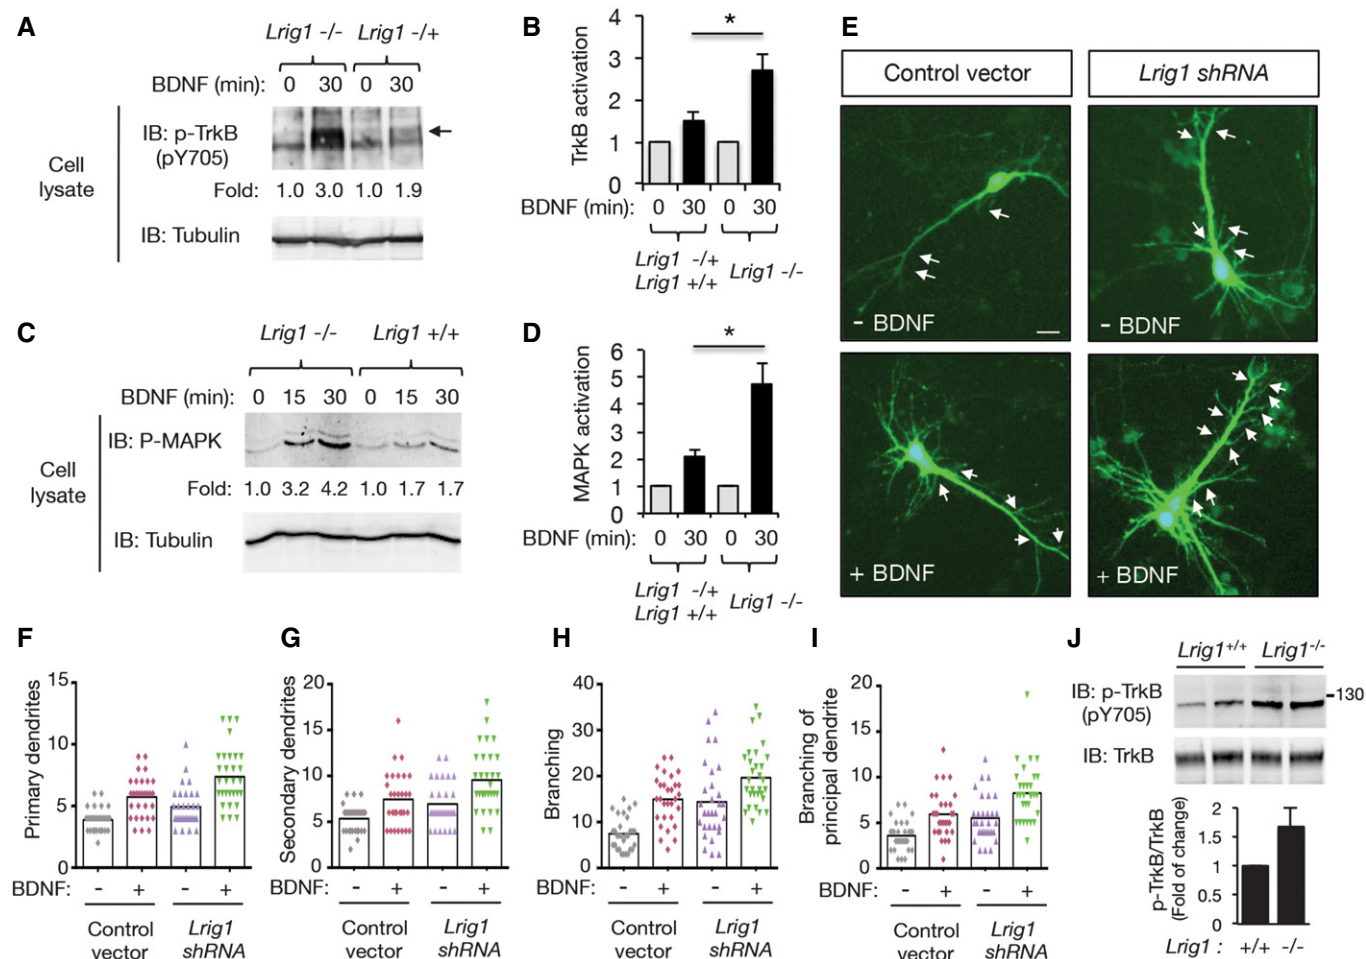 A
Lrig1 -/- Lrig1 -/+
BDNF (min): 0 30 0 30
IB: p-TrkB
(pY705)
Cell
lysate
Fold: 1.0 3.0 1.0 1.9
IB: Tubulin
B
TrkB activation
4
3
2
1
0
BDNF (min): 0 30 0 30
Lrig1 -/+
Lrig1 +/+
Lrig1 -/-
*
C
Lrig1 -/- Lrig1 +/+
BDNF (min): 0 15 30 0 15 30
IB: P-MAPK
Cell
lysate
Fold: 1.0 3.2 4.2 1.0 1.7 1.7
IB: Tubulin
D
MAPK activation
6
5
4
3
2
1
0
BDNF (min): 0 30 0 30
Lrig1 -/+
Lrig1 +/+
Lrig1 -/-
*
E
Control vector
Lrig1 shRNA
- BDNF
- BDNF
+ BDNF
+ BDNF
F
Primary dendrites
15
10
5
0
BDNF: - + - +
Control
vector
Lrig1
shRNA
G
Secondary dendrites
20
15
10
5
0
BDNF: - + - +
Control
vector
Lrig1
shRNA
H
Branching
40
30
20
10
0
BDNF: - + - +
Control
vector
Lrig1
shRNA
I
Branching of
principal dendrite
20
15
10
5
0
BDNF: - + - +
Control
vector
Lrig1
shRNA
J
Lrig1+/+ Lrig1-/-
IB: p-TrkB
(pY705)
-130
IB: TrkB
p-TrkB/TrkB
(Fold of change)
2
1.5
1
0.5
0
Lrig1 : +/+ -/-